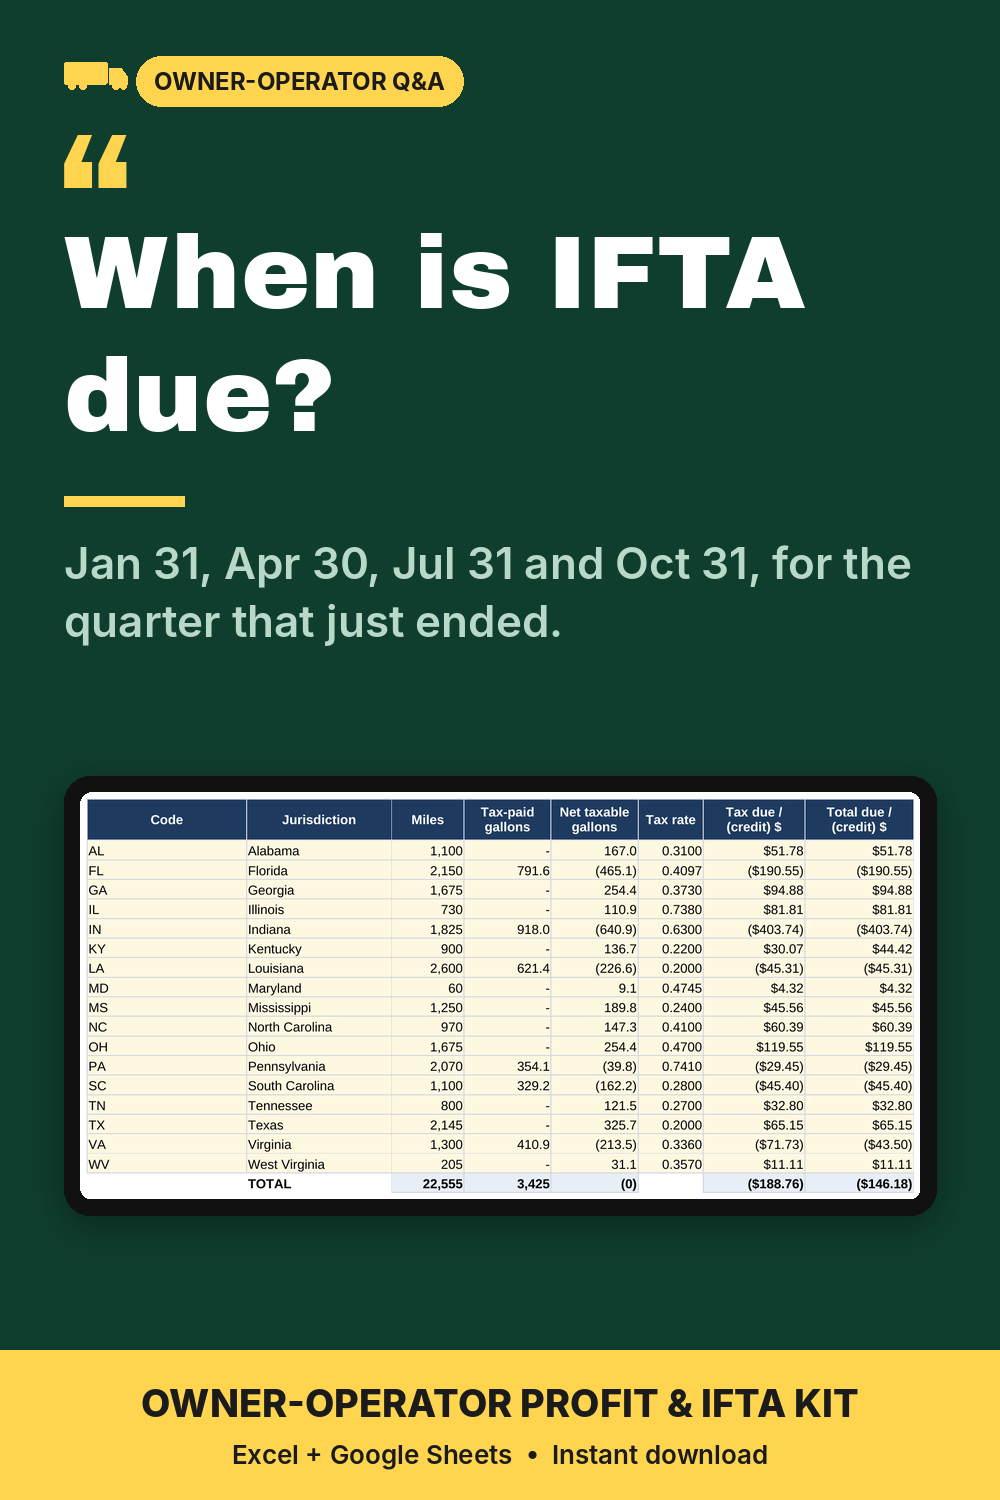 OWNER-OPERATOR Q&A
“
When is IFTA
due?
Jan 31, Apr 30, Jul 31 and Oct 31, for the
quarter that just ended.
Code Jurisdiction Miles Tax-paid gallons Net taxable gallons Tax rate Tax due / (credit) $ Total due / (credit) $
AL Alabama 1,100 - 167.0 0.3100 $51.78 $51.78
FL Florida 2,150 791.6 (465.1) 0.4097 ($190.55) ($190.55)
GA Georgia 1,675 - 254.4 0.3730 $94.88 $94.88
IL Illinois 730 - 110.9 0.7380 $81.81 $81.81
IN Indiana 1,825 918.0 (640.9) 0.6300 ($403.74) ($403.74)
KY Kentucky 900 - 136.7 0.2200 $30.07 $44.42
LA Louisiana 2,600 621.4 (226.6) 0.2000 ($45.31) ($45.31)
MD Maryland 60 - 9.1 0.4745 $4.32 $4.32
MS Mississippi 1,250 - 189.8 0.2400 $45.56 $45.56
NC North Carolina 970 - 147.3 0.4100 $60.39 $60.39
OH Ohio 1,675 - 254.4 0.4700 $119.55 $119.55
PA Pennsylvania 2,070 354.1 (39.8) 0.7410 ($29.45) ($29.45)
SC South Carolina 1,100 329.2 (162.2) 0.2800 ($45.40) ($45.40)
TN Tennessee 800 - 121.5 0.2700 $32.80 $32.80
TX Texas 2,145 - 325.7 0.2000 $65.15 $65.15
VA Virginia 1,300 410.9 (213.5) 0.3360 ($71.73) ($43.50)
WV West Virginia 205 - 31.1 0.3570 $11.11 $11.11
TOTAL 22,555 3,425 (0) ($188.76) ($146.18)
OWNER-OPERATOR PROFIT & IFTA KIT
Excel + Google Sheets • Instant download